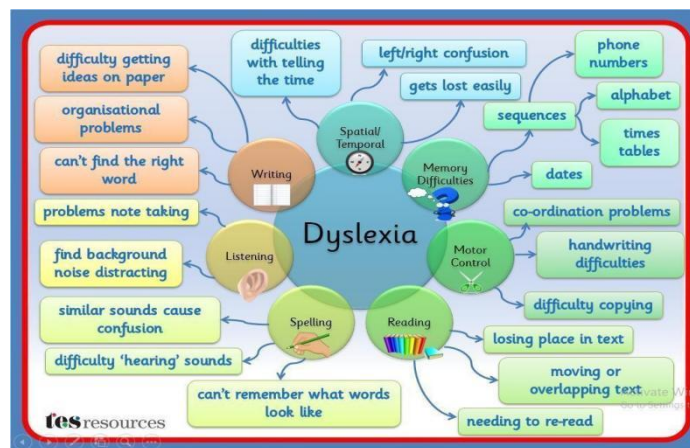 difficulty getting
ideas on paper
organisational
problems
can't find the right
word
Writing
difficulties
with telling
the time
left/right confusion
gets lost easily
Spatial/
Temporal
phone
numbers
alphabet
sequences
times
tables
dates
Memory
Difficulties
Dyslexia
problems note taking
find background
noise distracting
Listening
co-ordination problems
handwriting
difficulties
difficulty copying
Motor
Control
similar sounds cause
confusion
difficulty 'hearing' sounds
can't remember what words
look like
Spelling
Reading
losing place in text
moving or
overlapping text
needing to re-read
tes resources